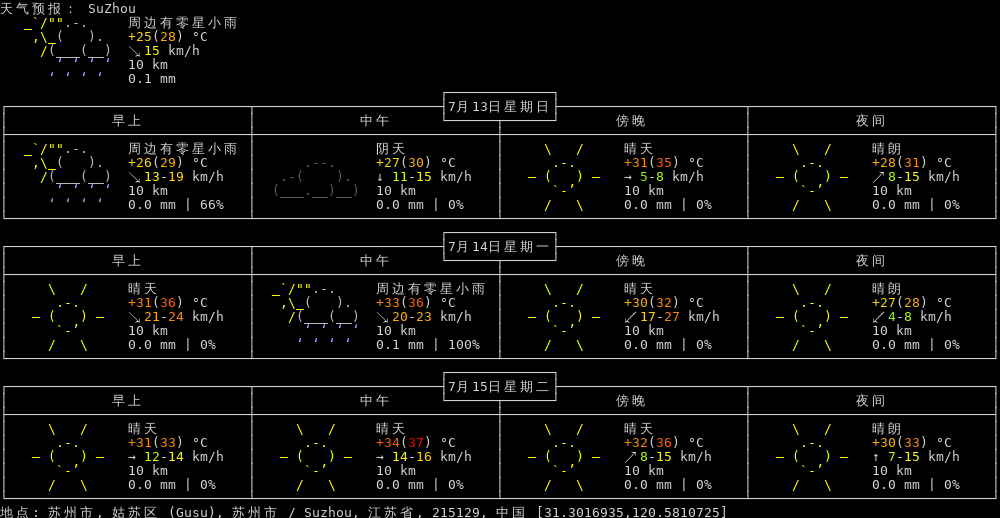 天气预报: SuZhou
周边有零星小雨
+25(28) °C
↘ 15 km/h
10 km
0.1 mm
7月13日星期日
早上 中午 傍晚 夜间
周边有零星小雨 阴天 晴天 晴朗
+26(29) °C +27(30) °C +31(35) °C +28(31) °C
↘ 13-19 km/h ↓ 11-15 km/h → 5-8 km/h ↗ 8-15 km/h
10 km 10 km 10 km 10 km
0.0 mm | 66% 0.0 mm | 0% 0.0 mm | 0% 0.0 mm | 0%
7月14日星期一
早上 中午 傍晚 夜间
晴天 周边有零星小雨 晴天 晴朗
+31(36) °C +33(36) °C +30(32) °C +27(28) °C
↘ 21-24 km/h ↘ 20-23 km/h ↙ 17-27 km/h ↙ 4-8 km/h
10 km 10 km 10 km 10 km
0.0 mm | 0% 0.1 mm | 100% 0.0 mm | 0% 0.0 mm | 0%
7月15日星期二
早上 中午 傍晚 夜间
晴天 晴天 晴天 晴朗
+31(33) °C +34(37) °C +32(36) °C +30(33) °C
→ 12-14 km/h → 14-16 km/h ↗ 8-15 km/h ↑ 7-15 km/h
10 km 10 km 10 km 10 km
0.0 mm | 0% 0.0 mm | 0% 0.0 mm | 0% 0.0 mm | 0%
地点: 苏州市, 姑苏区 (Gusu), 苏州市 / Suzhou, 江苏省, 215129, 中国 [31.3016935,120.5810725]